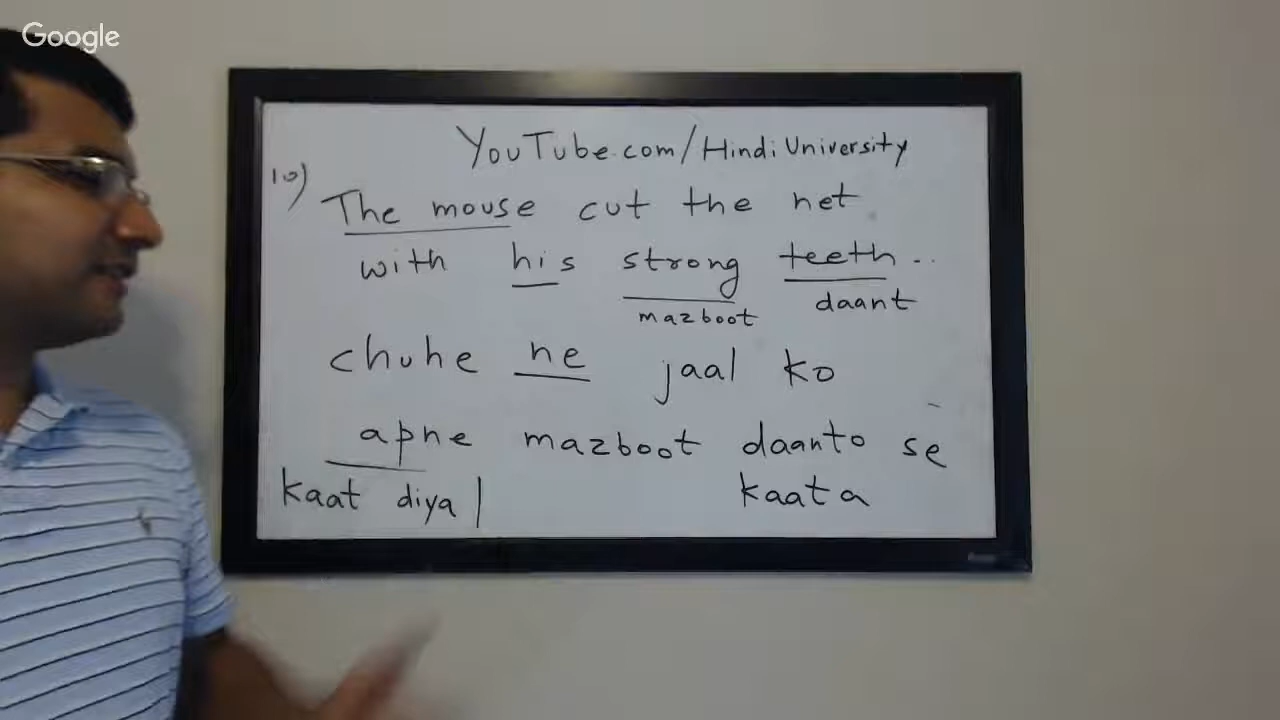 Google
YouTube.com/HindiUniversity
10)
The mouse cut the net
with his strong teeth..
mazboot daant
chuhe ne jaal ko
apne mazboot daanto se
kaat diya| kaata